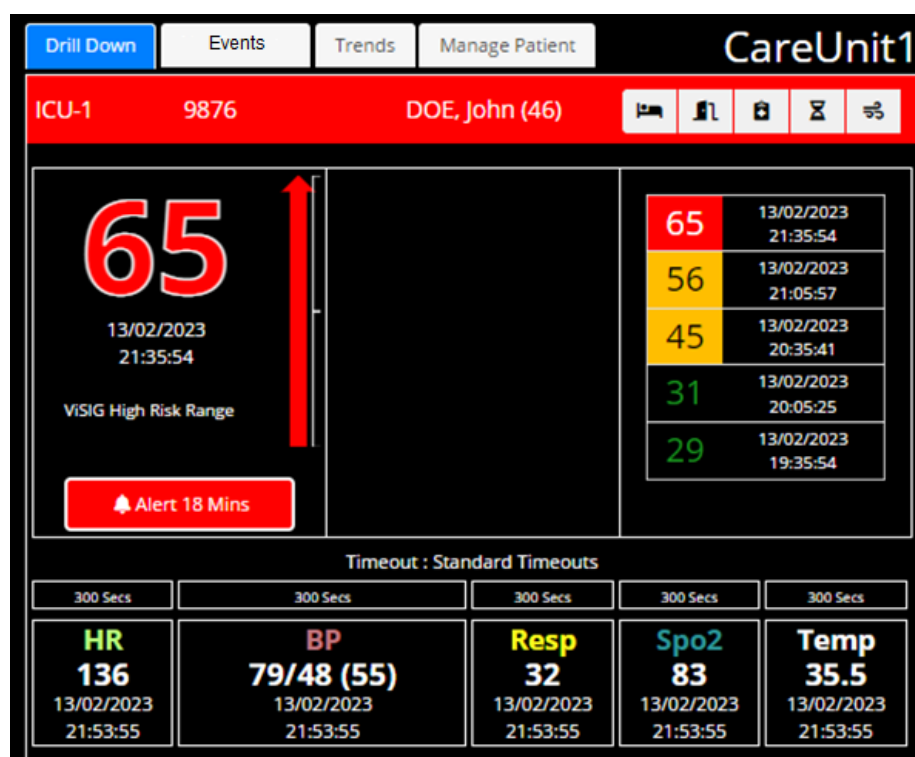 Drill Down Events Trends Manage Patient CareUnit1
ICU-1 9876 DOE, John (46)
65
13/02/2023
21:35:54
ViSIG High Risk Range
Alert 18 Mins
65 13/02/2023
21:35:54
56 13/02/2023
21:05:57
45 13/02/2023
20:35:41
31 13/02/2023
20:05:25
29 13/02/2023
19:35:54
Timeout : Standard Timeouts
300 Secs 300 Secs 300 Secs 300 Secs 300 Secs
HR BP Resp Spo2 Temp
136 79/48 (55) 32 83 35.5
13/02/2023 13/02/2023 13/02/2023 13/02/2023 13/02/2023
21:53:55 21:53:55 21:53:55 21:53:55 21:53:55